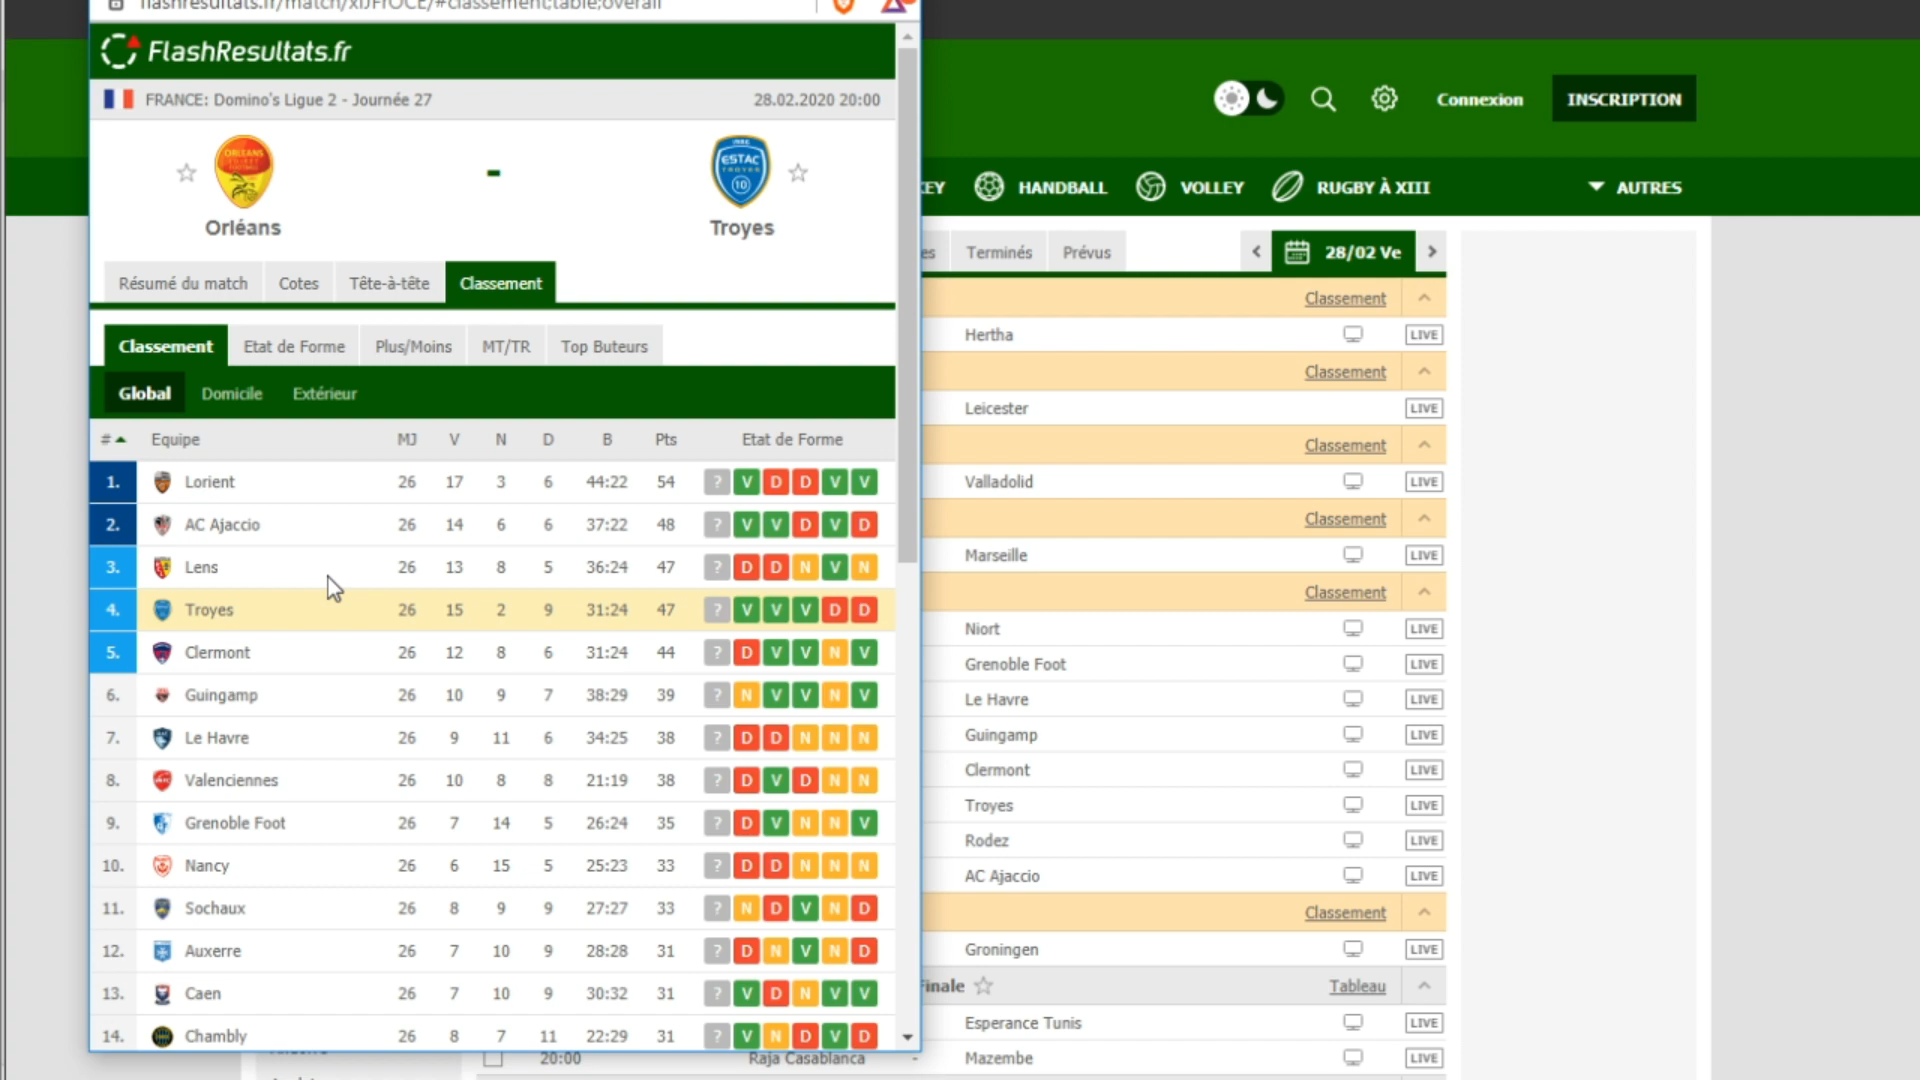 flashresultats.fr/match/xIJFrOCE/#classement;table;overall
FlashResultats.fr
FRANCE: Domino's Ligue 2 - Journée 27 28.02.2020 20:00
Orléans - Troyes
Résumé du match Cotes Tête-à-tête Classement
Classement Etat de Forme Plus/Moins MT/TR Top Buteurs
Global Domicile Extérieur
# Equipe MJ V N D B Pts Etat de Forme
1. Lorient 26 17 3 6 44:22 54 ? V D D V V
2. AC Ajaccio 26 14 6 6 37:22 48 ? V V D V D
3. Lens 26 13 8 5 36:24 47 ? D D N V N
4. Troyes 26 15 2 9 31:24 47 ? V V V D D
5. Clermont 26 12 8 6 31:24 44 ? D V V N V
6. Guingamp 26 10 9 7 38:29 39 ? N V V N V
7. Le Havre 26 9 11 6 34:25 38 ? D D N N N
8. Valenciennes 26 10 8 8 21:19 38 ? D V D N N
9. Grenoble Foot 26 7 14 5 26:24 35 ? D V N N V
10. Nancy 26 6 15 5 25:23 33 ? D D N N N
11. Sochaux 26 8 9 9 27:27 33 ? N D V N D
12. Auxerre 26 7 10 9 28:28 31 ? D N V N D
13. Caen 26 7 10 9 30:32 31 ? V D N V V
14. Chambly 26 8 7 11 22:29 31 ? V N D V D
Connexion INSCRIPTION
EY HANDBALL VOLLEY RUGBY À XIII AUTRES
es Terminés Prévus 28/02 Ve
Classement
Hertha LIVE
Classement
Leicester LIVE
Classement
Valladolid LIVE
Classement
Marseille LIVE
Classement
Niort LIVE
Grenoble Foot LIVE
Le Havre LIVE
Guingamp LIVE
Clermont LIVE
Troyes LIVE
Rodez LIVE
AC Ajaccio LIVE
Classement
Groningen LIVE
Finale Tableau
Esperance Tunis LIVE
20:00 Raja Casablanca - Mazembe LIVE